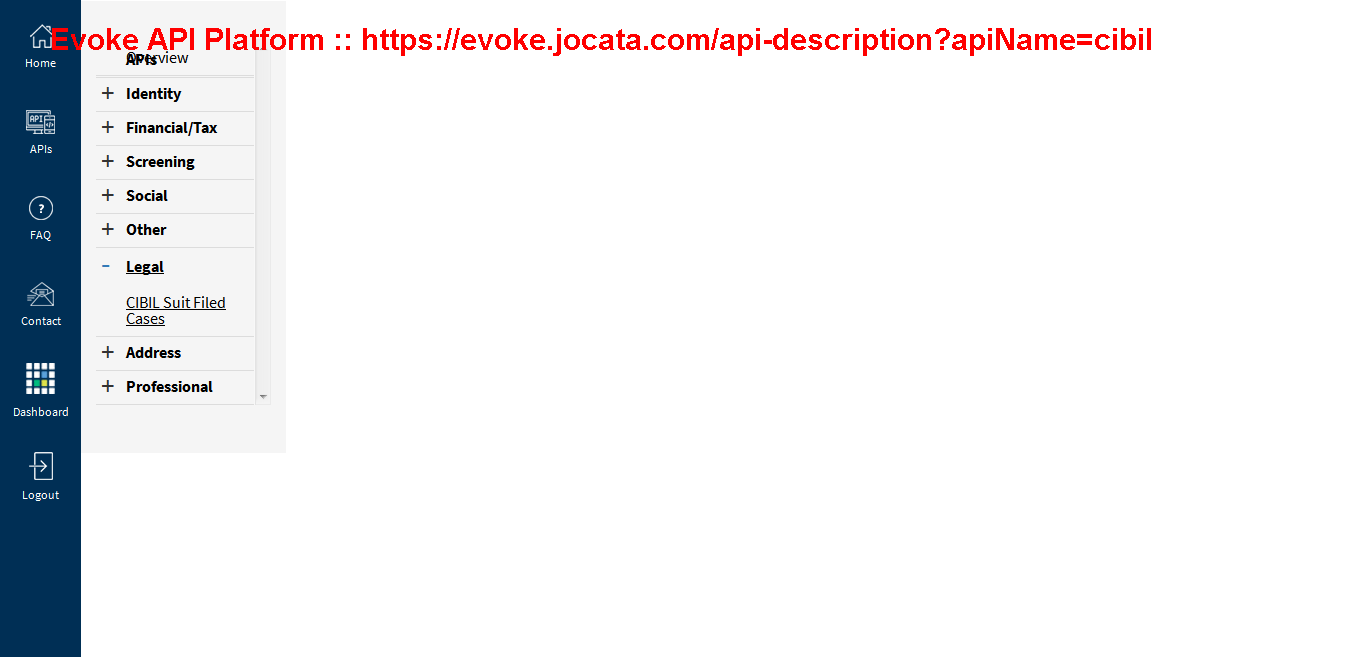 Evoke API Platform :: https://evoke.jocata.com/api-description?apiName=cibil
Home
APIs
FAQ
Contact
Dashboard
Logout
APIs
Overview
Identity
Financial/Tax
Screening
Social
Other
Legal
CIBIL Suit Filed
Cases
Address
Professional